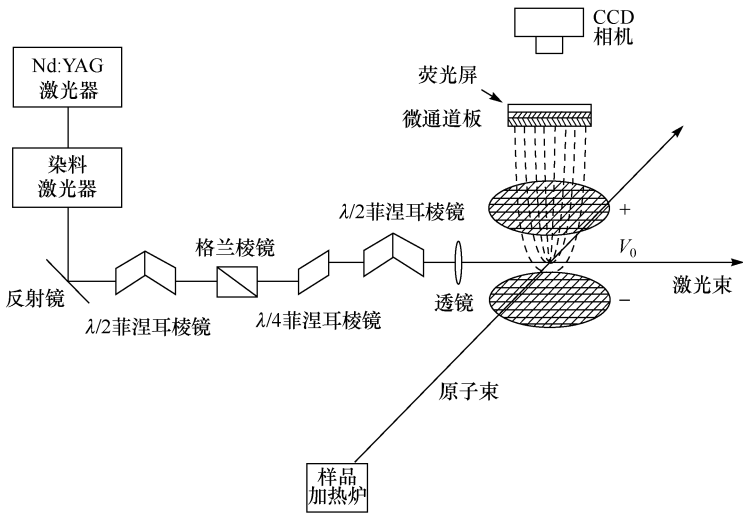 CCD
相机
Nd:YAG
激光器
荧光屏
微通道板
染料
激光器
λ/2菲涅耳棱镜
格兰棱镜
+
V₀
反射镜
λ/2菲涅耳棱镜
λ/4菲涅耳棱镜
透镜
激光束
−
原子束
样品
加热炉